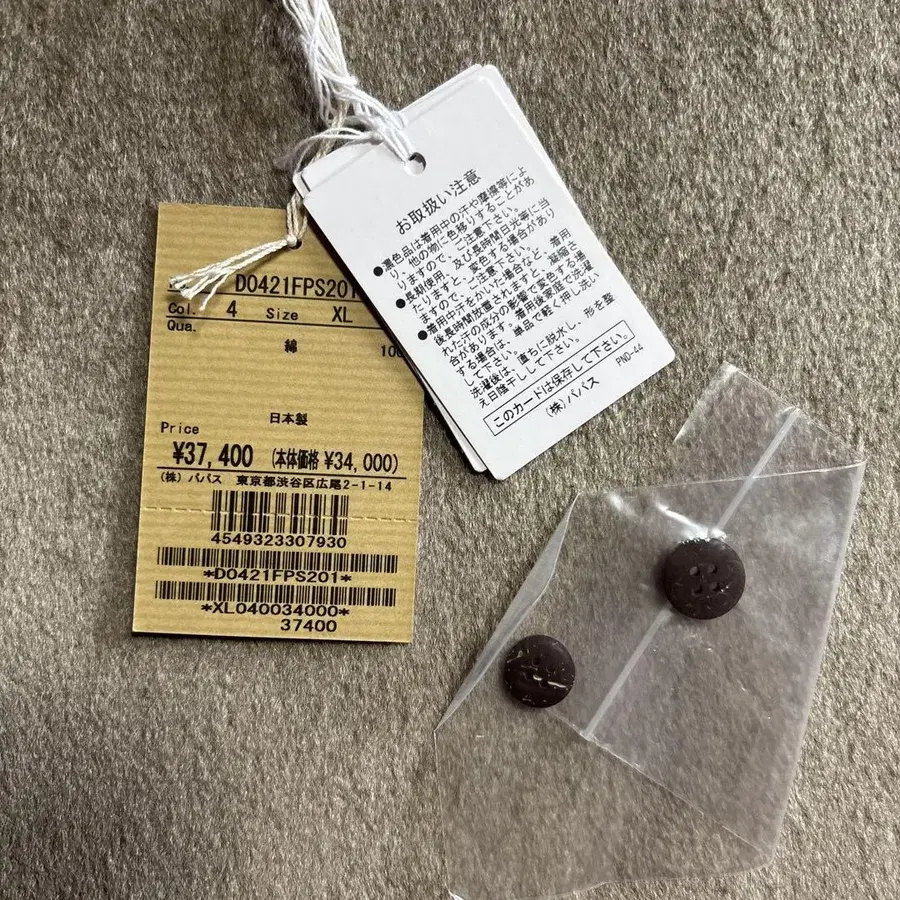 D0421FPS201
Col. 4 Size XL
Qua.
綿 100
日本製
Price
¥37,400 (本体価格 ¥34,000)
(株) パパス 東京都渋谷区広尾2-1-14
4549323307930
*D0421FPS201*
*XL040034000*
37400
お取扱い注意
●濃色品は着用中の汗や摩擦等によ
り、他の物に色移りすることがあ
りますので、ご注意下さい。
●長期使用、及び長時間日光等に当
たりますと、変色する場合があり
ますので、ご注意下さい。
●着用中汗をかいた場合など、着用
後長時間放置されますと、凝縮さ
れた汗の成分の影響で変色する場
合があります。着用後家庭で洗濯
する場合は、単品で軽く押し洗い
して下さい。
洗濯後は、直ちに脱水し、形を整
え日陰干しして下さい。
PNO-44
このカードは保存して下さい。
(株) パパス